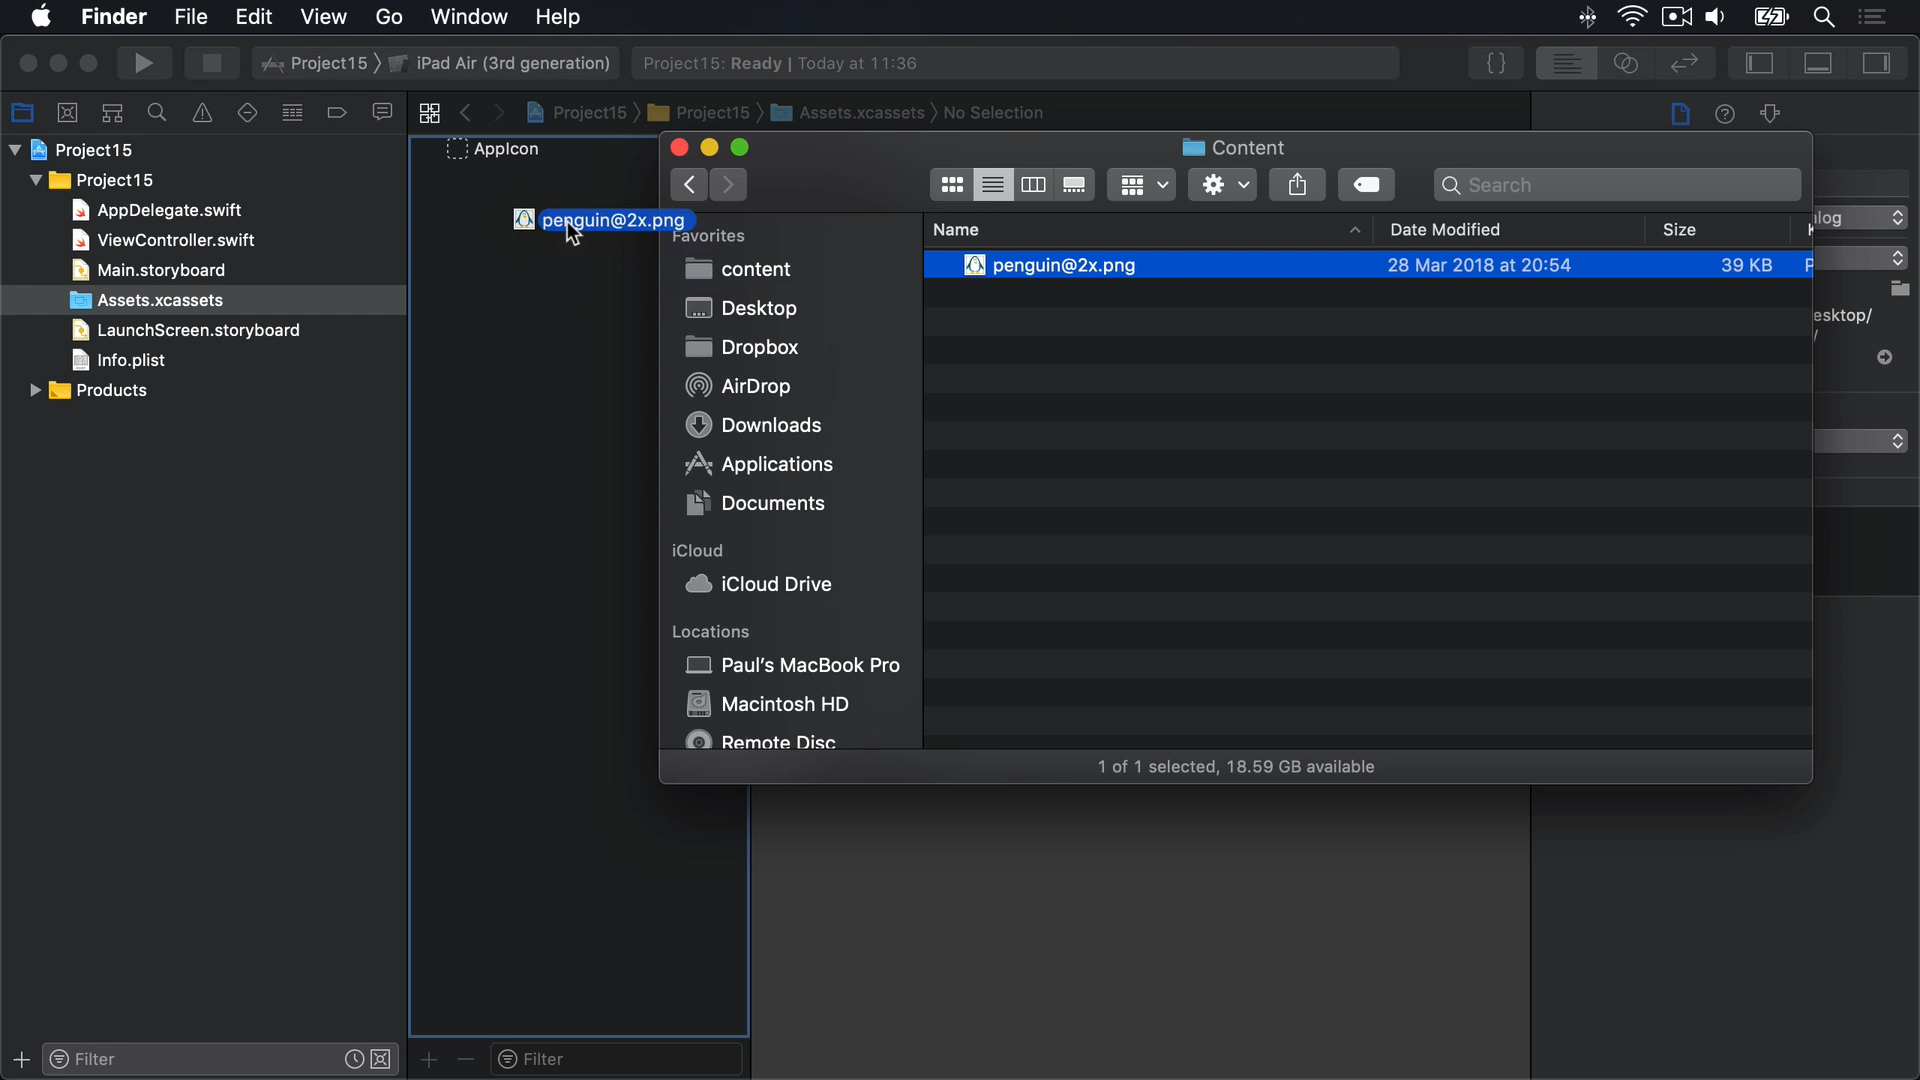 Finder File Edit View Go Window Help
Project15 iPad Air (3rd generation) Project15: Ready | Today at 11:36
Project15 Project15 Assets.xcassets No Selection
Project15
Project15
AppDelegate.swift
ViewController.swift
Main.storyboard
Assets.xcassets
LaunchScreen.storyboard
Info.plist
Products
Filter
AppIcon
penguin@2x.png
Filter
Content
Search
Favorites
content
Desktop
Dropbox
AirDrop
Downloads
Applications
Documents
iCloud
iCloud Drive
Locations
Paul's MacBook Pro
Macintosh HD
Remote Disc
Name Date Modified Size
penguin@2x.png 28 Mar 2018 at 20:54 39 KB P
1 of 1 selected, 18.59 GB available
log
esktop/
/